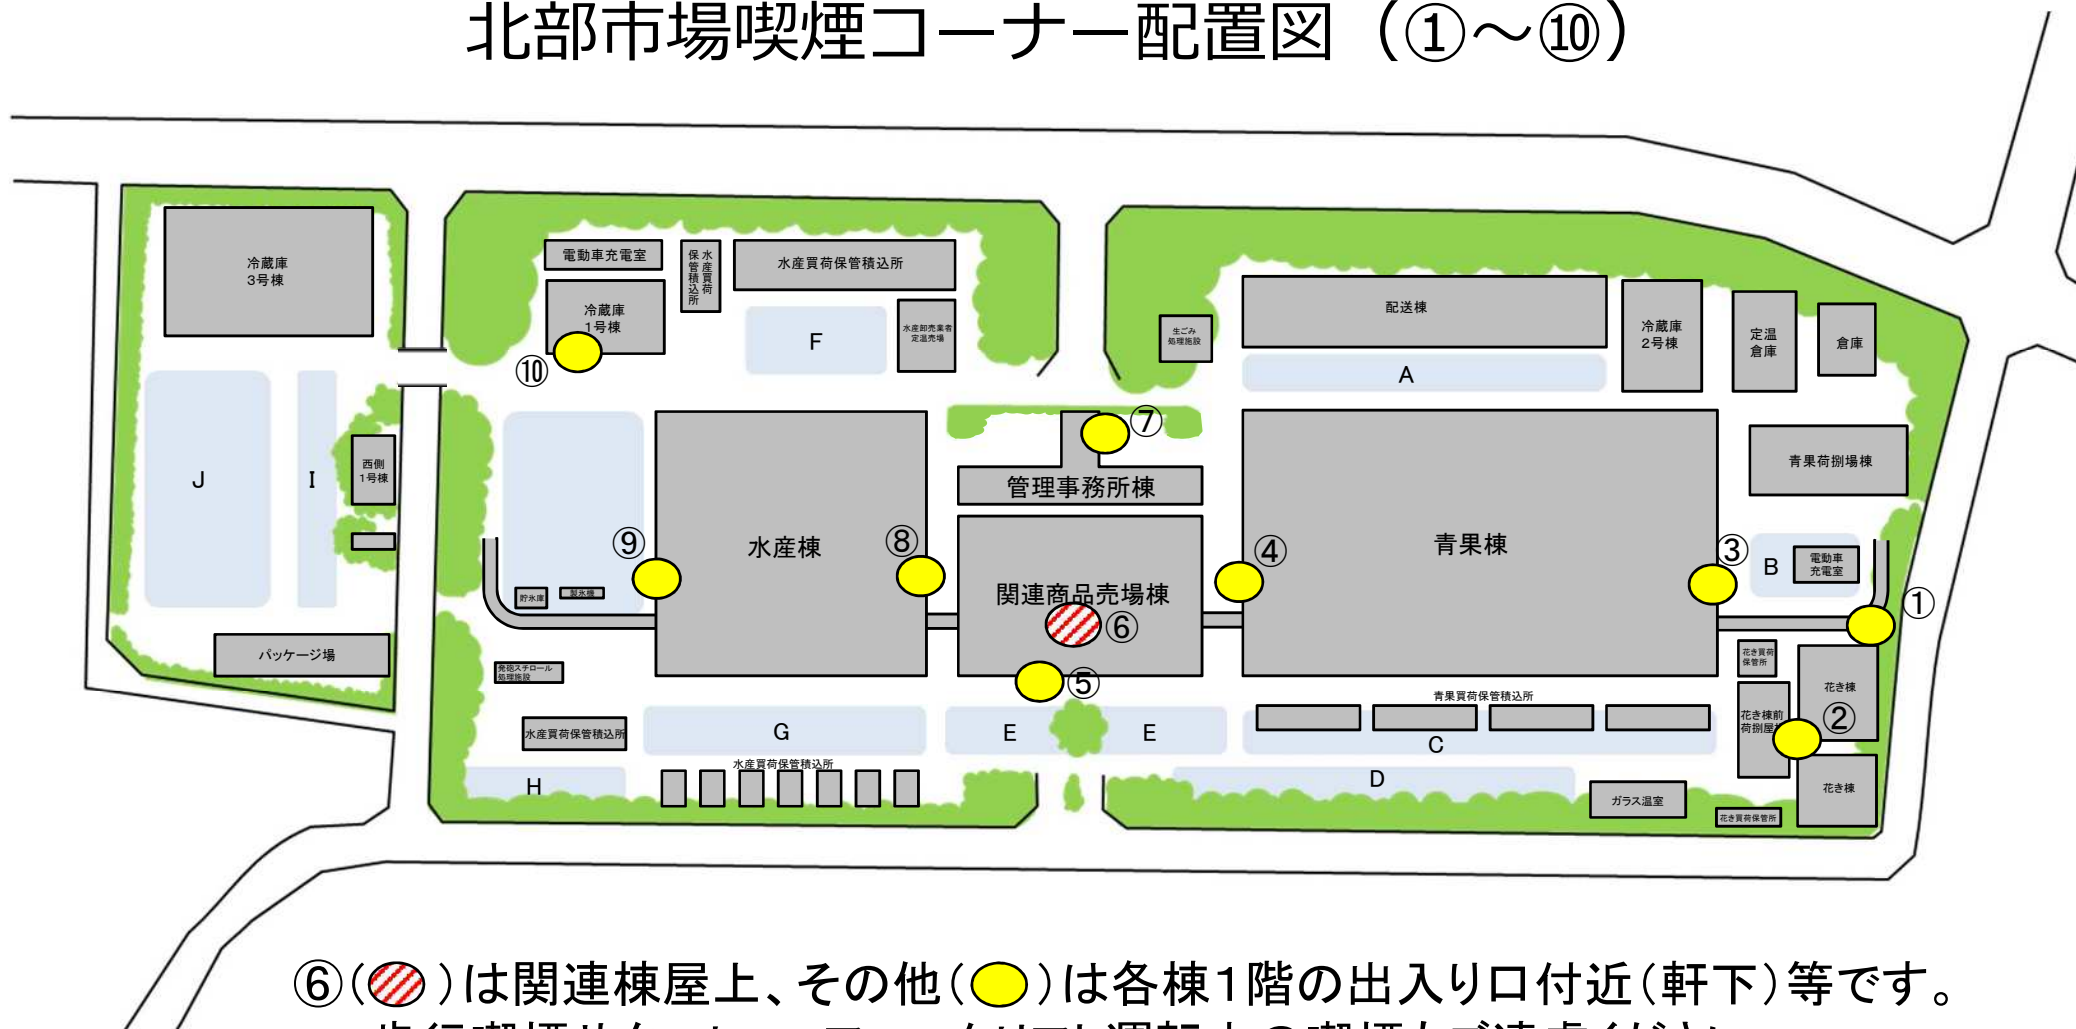 北部市場喫煙コーナー配置図（①～⑩）
冷蔵庫
3号棟
電動車充電室
水産買荷
保管積込所
水産買荷保管積込所
冷蔵庫
1号棟
⑩
F
水産卸売業者
定温売場
生ごみ
処理施設
配送棟
A
冷蔵庫
2号棟
定温
倉庫
倉庫
J
I
西側
1号棟
⑦
管理事務所棟
青果荷捌場棟
⑨
水産棟
⑧
関連商品売場棟
⑥
⑤
④
青果棟
③
B
電動車
充電室
①
貯氷庫
製氷機
パッケージ場
発砲スチロール
処理施設
水産買荷保管積込所
G
水産買荷保管積込所
H
E
E
青果買荷保管積込所
C
D
花き買荷
保管所
花き棟
花き棟前
荷捌屋
②
花き棟
ガラス温室
花き買荷保管所
⑥( )は関連棟屋上、その他( )は各棟1階の出入り口付近(軒下)等です。